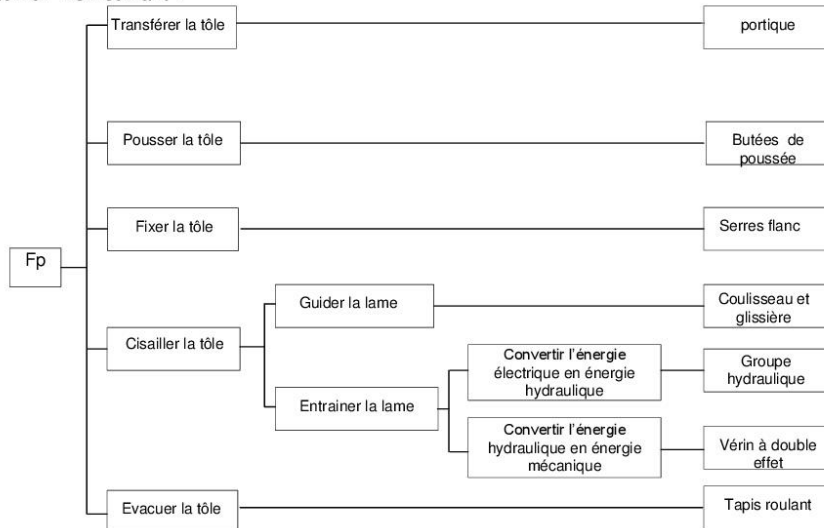 Transférer la tôle
portique
Pousser la tôle
Butées de
poussée
Fixer la tôle
Serres flanc
Fp
Guider la lame
Coulisseau et
glissière
Cisailler la tôle
Convertir l'énergie
électrique en énergie
hydraulique
Groupe
hydraulique
Entrainer la lame
Convertir l'énergie
hydraulique en énergie
mécanique
Vérin à double
effet
Evacuer la tôle
Tapis roulant